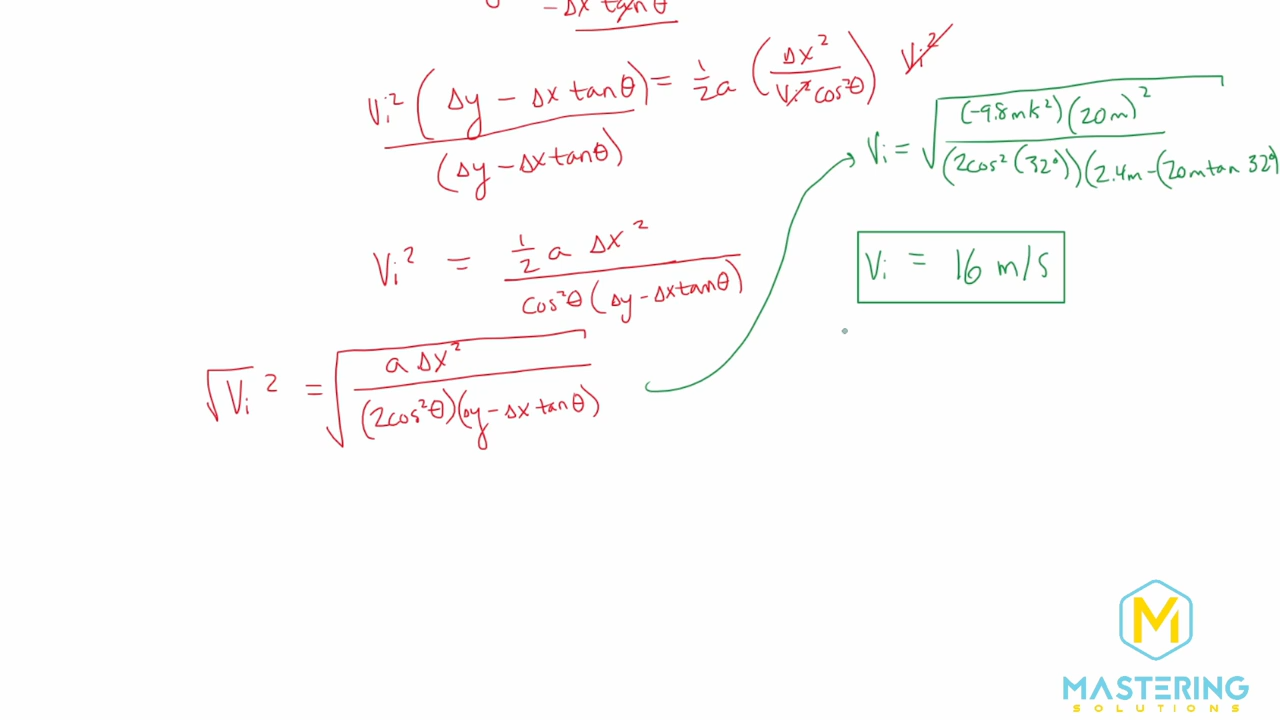 - Δx tanθ
Vi² (Δy - Δx tanθ) = ½a (Δx² / Vi² cos²θ) Vi²
(Δy - Δx tanθ)
Vi² = ½ a Δx² / cos²θ (Δy - Δx tanθ)
√Vi² = √ a Δx² / (2cos²θ)(Δy - Δx tanθ)
Vi = √ (-9.8 m/s²)(20m)² / (2cos²(32°))(2.4m - (20m tan 32°)
Vi = 16 m/s
M
MASTERING
SOLUTIONS